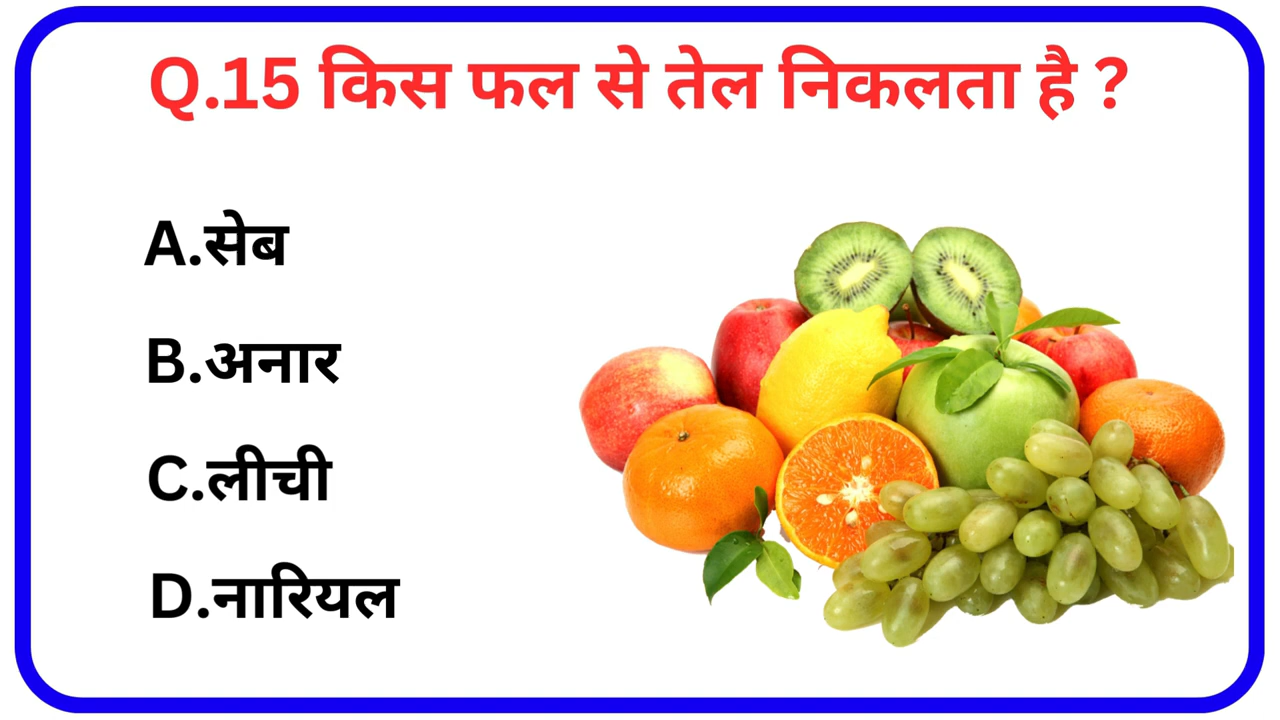 Q.15 किस फल से तेल निकलता है ?
A.सेब
B.अनार
C.लीची
D.नारियल